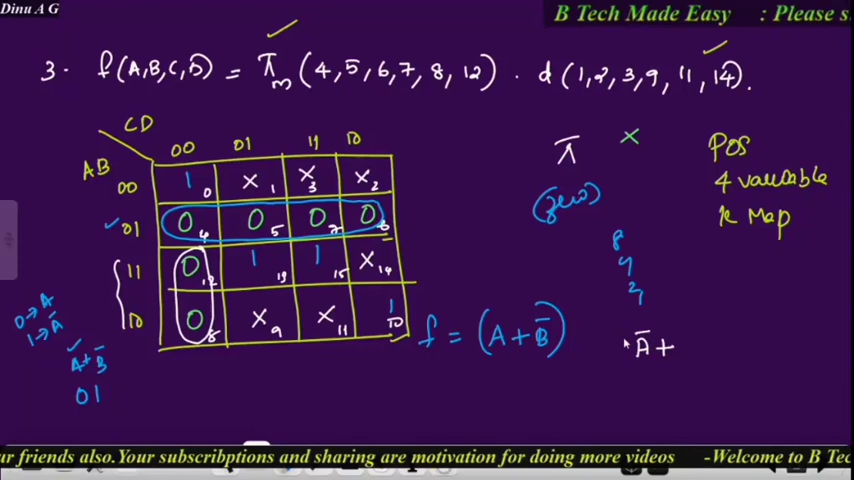 Dinu A G
B Tech Made Easy : Please s
3. f(A,B,C,D) = π_m (4,5,6,7,8,12) . d(1,2,3,9,11,14).
CD
00 01 11 10
AB
00 1 0 X 1 X 3 X 2
01 0 4 0 5 0 7 0 6
11 0 12 1 13 1 15 X 14
10 0 8 X 9 X 11 1 10
π X
(zero)
POS
4 variable
k Map
8
4
2
0→A
1→Ā
A+B̄
01
f = (A+B̄)
Ā+
ur friends also.Your subscribptions and sharing are motivation for doing more videos -Welcome to B Tech